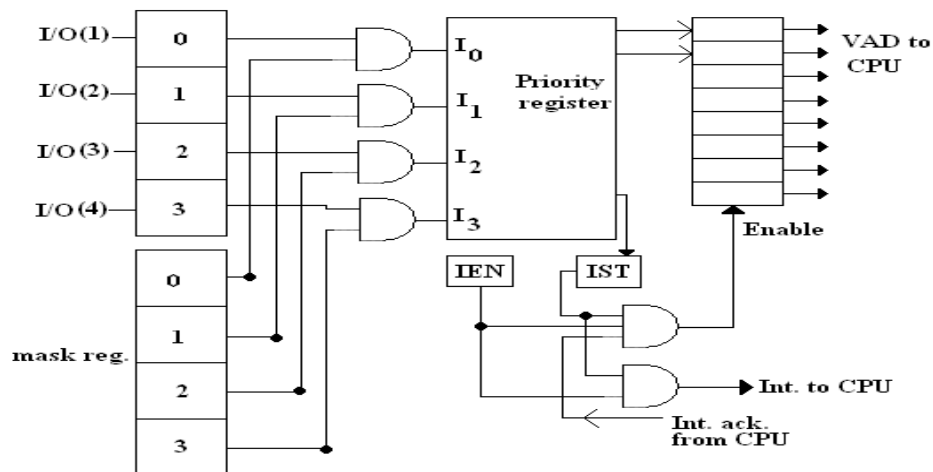 I/O(1)
0
I/O(2)
1
I/O(3)
2
I/O(4)
3
I0
I1
I2
I3
Priority
register
VAD to
CPU
Enable
IEN
IST
mask reg.
0
1
2
3
Int. to CPU
Int. ack.
from CPU